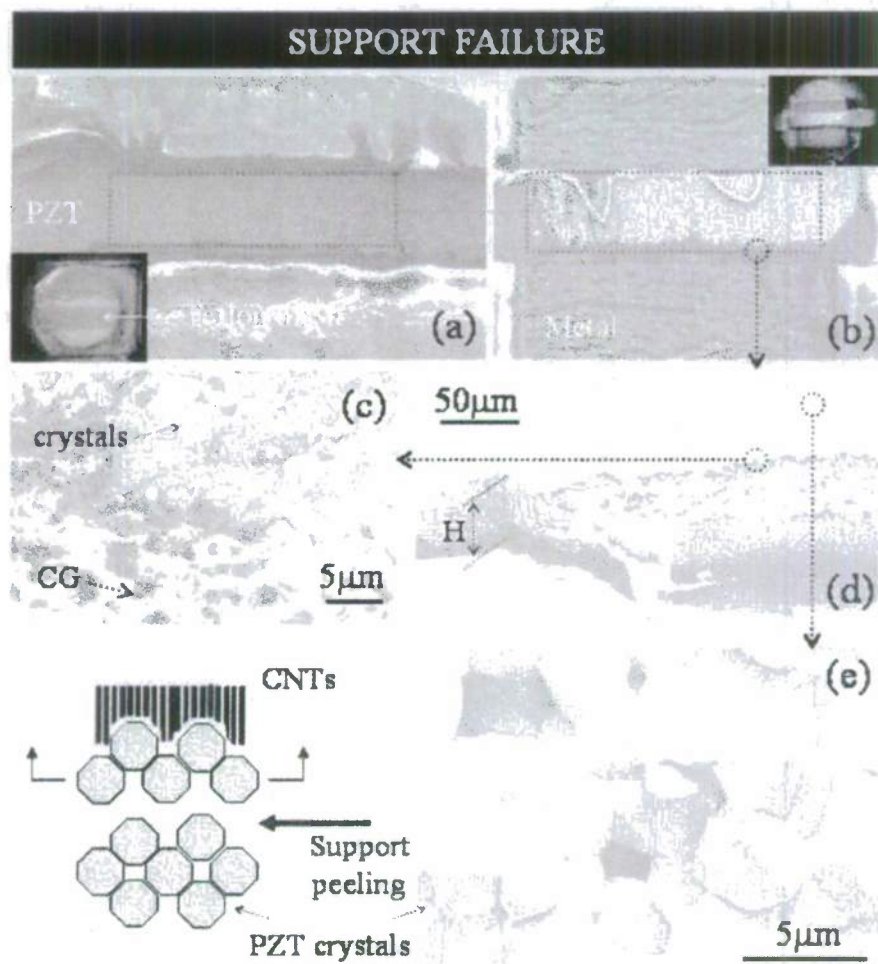 SUPPORT FAILURE
PZT
(a)
Metal
(b)
(c)
crystals
CG
5μm
50μm
H
(d)
(e)
CNTs
Support
peeling
PZT crystals
5μm